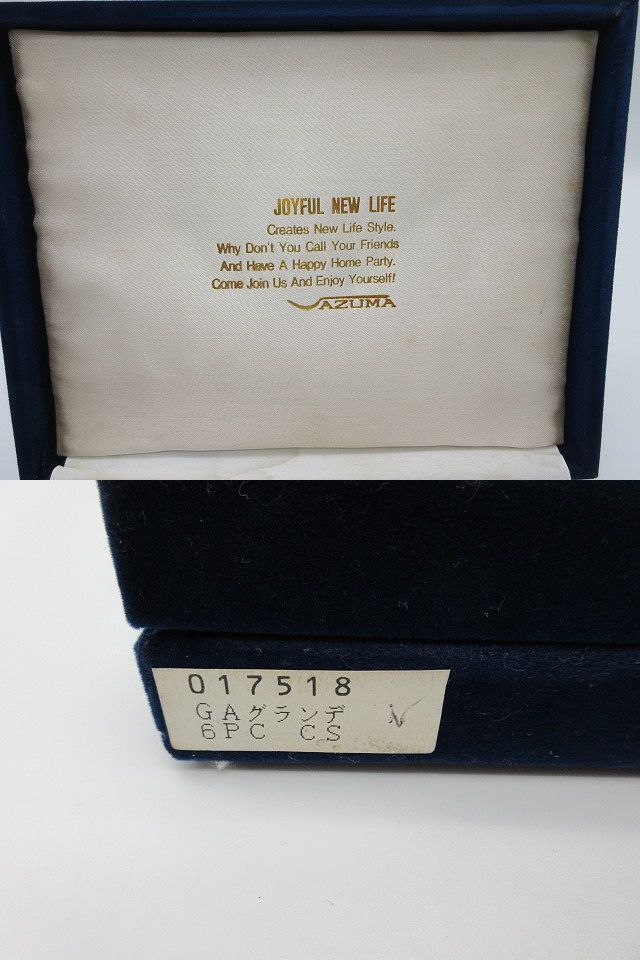 JOYFUL NEW LIFE
Creates New Life Style.
Why Don't You Call Your Friends
And Have A Happy Home Party.
Come Join Us And Enjoy Yourself!
AZUMA
017518
GAグランデ
6PC CS